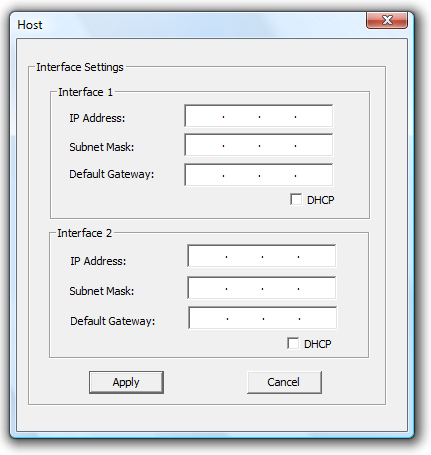 Host
Interface Settings
Interface 1
IP Address: . . .
Subnet Mask: . . .
Default Gateway: . . .
DHCP
Interface 2
IP Address: . . .
Subnet Mask: . . .
Default Gateway: . . .
DHCP
Apply Cancel